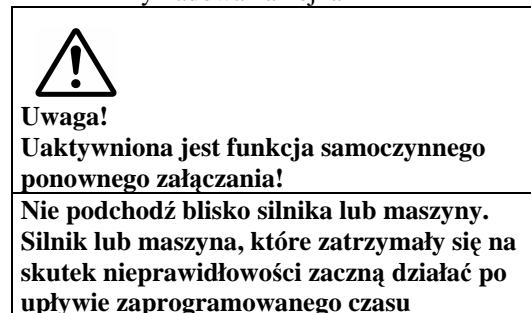 Uwaga!
Uaktywniona jest funkcja samoczynnego
ponownego załączania!
Nie podchodź blisko silnika lub maszyny.
Silnik lub maszyna, które zatrzymały się na
skutek nieprawidłowości zaczną działać po
upływie zaprogramowanego czasu